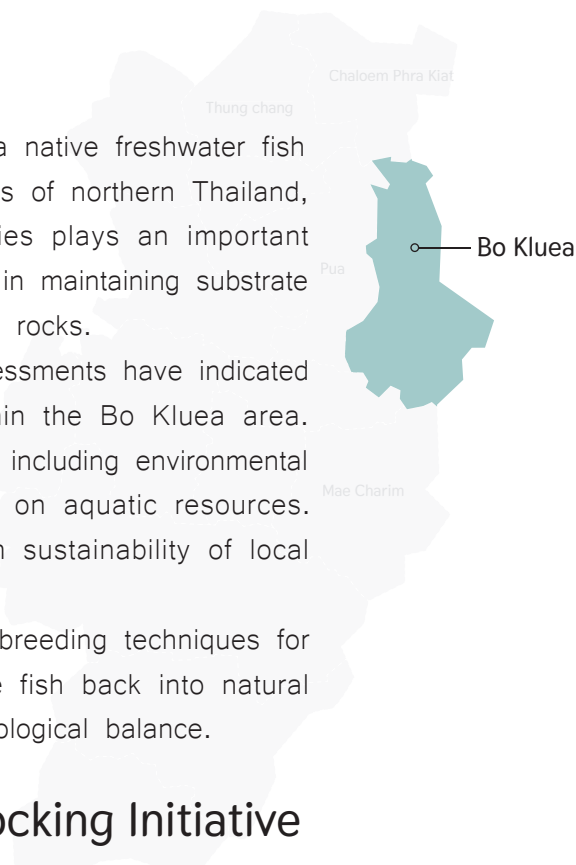 Chaloem Phra Kiat
Thung chang
a native freshwater fish
s of northern Thailand,
ies plays an important
Bo Kluea
Pua
in maintaining substrate
rocks.
essments have indicated
in the Bo Kluea area.
including environmental
Mae Charim
on aquatic resources.
n sustainability of local
breeding techniques for
e fish back into natural
ological balance.
ocking Initiative